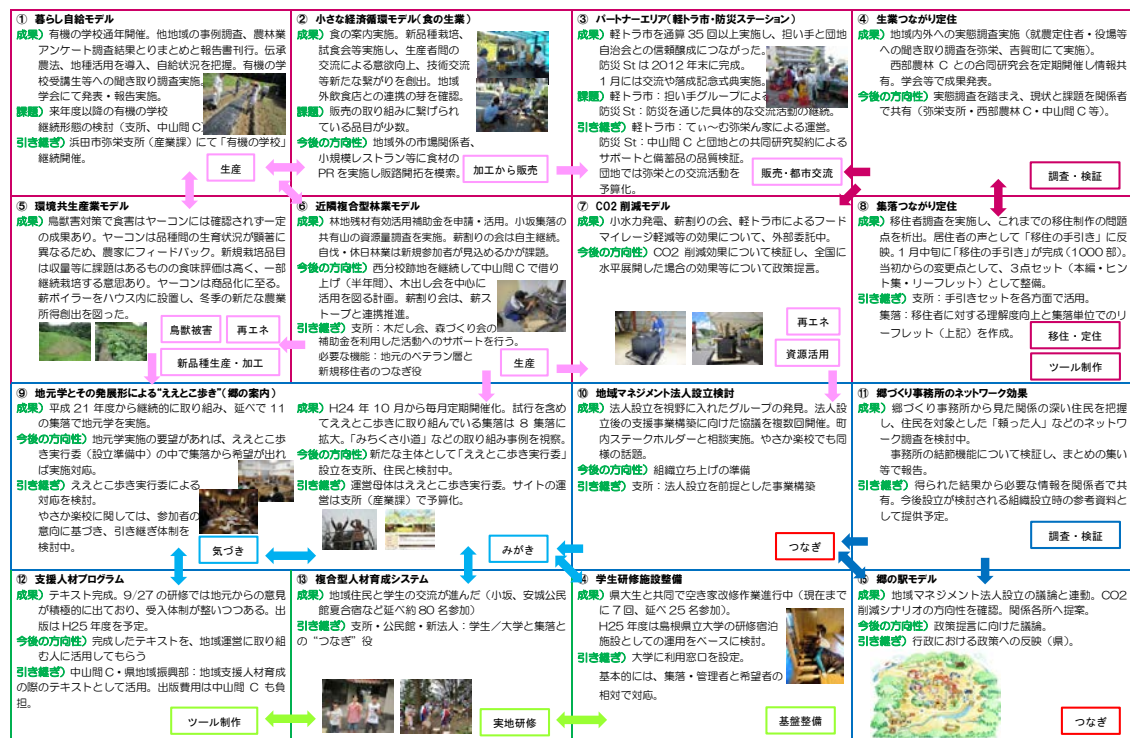 ① 暮らし自給モデル
成果）有機の学校通年開催。他地域の事例調査、農林業
アンケート調査結果とりまとめと報告書刊行。伝承
農法、地種活用を導入、自給状況を把握。有機の学
校受講生等への聞き取り調査実施。
学会にて発表・報告実施。
課題）来年度以降の有機の学校
継続形態の検討（支所、中山間C）
引き継ぎ）浜田市弥栄支所（産業課）にて「有機の学校」
継続開催。
生産
② 小さな経済循環モデル（食の生業）
成果）食の案内実施。新品種栽培、
試食会等実施し、生産者間の
交流による意欲向上、技術交流
等新たな繋がりを創出。地域
外飲食店との連携の芽を確認。
課題）販売の取り組みに繋げられ
ている品目が少数。
今後の方向性）地域外の市場関係者、
小規模レストラン等に食材の
PRを実施し販路開拓を模索。
加工から販売
③ パートナーエリア（軽トラ市・防災ステーション）
成果）軽トラ市を通算35回以上実施し、担い手と団地
自治会との信頼醸成につながった。
防災Stは2012年末に完成。
1月には交流や落成記念式典実施。
課題）軽トラ市：担い手グループによる
防災St：防災を通じた具体的な交流活動の継続。
引き継ぎ）軽トラ市：てぃ～む弥栄ん家による運営。
防災St：中山間Cと団地との共同研究契約による
サポートと備蓄品の品質検証。
団地では弥栄との交流活動を
予算化。
販売・都市交流
④ 生業つながり定住
成果）地域内外への実態調査実施（就農定住者・役場等
への聞き取り調査を弥栄、吉賀町にて実施）。
西部農林Cとの合同研究会を定期開催し情報共
有。学会等で成果発表。
今後の方向性）実態調査を踏まえ、現状と課題を関係者
で共有（弥栄支所・西部農林C・中山間C等）。
調査・検証
⑤ 環境共生産業モデル
成果）鳥獣害対策で食害はヤーコンには確認されず一定
の成果あり。ヤーコンは品種間の生育状況が顕著に
異なるため、農家にフィードバック。新規栽培品目
は収量等に課題はあるものの食味評価は高く、一部
継続栽培する意思あり。ヤーコンは商品化に至る。
薪ボイラーをハウス内に設置し、冬季の新たな農業
所得創出を図った。
鳥獣被害
再エネ
新品種生産・加工
⑥ 近隣複合型林業モデル
成果）林地残材有効活用補助金を申請・活用。小坂集落の
共有山の資源量調査を実施。薪割りの会は自主継続。
自伐・休日林業は新規参加者が見込めるかが課題。
今後の方向性）西分校跡地を継続して中山間Cで借り
上げ（半年間）、木出し会を中心に
活用を図る計画。薪割り会は、薪ス
トーブと連携推進。
引き継ぎ）支所：木だし会、森づくり会の
補助金を利用した活動へのサポートを行う。
必要な機能：地元のベテラン層と
新規移住者のつなぎ役
生産
⑦ CO2削減モデル
成果）小水力発電、薪割りの会、軽トラ市によるフード
マイレージ軽減等の効果について、外部委託中。
今後の方向性）CO2削減効果について検証し、全国に
水平展開した場合の効果等について政策提言。
再エネ
資源活用
⑧ 集落つながり定住
成果）移住者調査を実施し、これまでの移住制作の問題
点を析出。居住者の声として「移住の手引き」に反
映。1月中旬に「移住の手引き」が完成（1000部）。
当初からの変更点として、3点セット（本編・ヒン
ト集・リーフレット）として整備。
引き継ぎ）支所：手引きセットを各方面で活用。
集落：移住者に対する理解度向上と集落単位でのリ
ーフレット（上記）を作成。
移住・定住
ツール制作
⑨ 地元学とその発展形による“ええとこ歩き”（郷の案内）
成果）平成21年度から継続的に取り組み、延べで11
の集落で地元学を実施。
今後の方向性）地元学実施の要望があれば、ええとこ歩
き実行委（設立準備中）の中で集落から希望が出れ
ば実施対応。
引き継ぎ）ええとこ歩き実行委による
対応を検討。
やさか楽校に関しては、参加者の
意向に基づき、引き継ぎ体制を
検討中。
気づき
成果）H24年10月から毎月定期開催化。試行を含め
てええとこ歩きに取り組んでいる集落は8集落に
拡大。「みちくさ小道」などの取り組み事例を視察。
今後の方向性）新たな主体として「ええとこ歩き実行委」
設立を支所、住民と検討中。
引き継ぎ）運営母体はええとこ歩き実行委。サイトの運
営は支所（産業課）で予算化。
みがき
⑩ 地域マネジメント法人設立検討
成果）法人設立を視野に入れたグループの発見。法人設
立後の支援事業構築に向けた協議を複数回開催。町
内ステークホルダーと相談実施。やさか楽校でも同
様の話題。
今後の方向性）組織立ち上げの準備
引き継ぎ）支所：法人設立を前提とした事業構築
つなぎ
⑪ 郷づくり事務所のネットワーク効果
成果）郷づくり事務所から見た関係の深い住民を把握
し、住民を対象とした「頼った人」などのネットワ
ーク調査を検討中。
事務所の結節機能について検証し、まとめの集い
等で報告。
引き継ぎ）得られた結果から必要な情報を関係者で共
有。今後設立が検討される組織設立時の参考資料と
して提供予定。
調査・検証
⑫ 支援人材プログラム
成果）テキスト完成。9/27の研修では地元からの意見
が積極的に出ており、受入体制が整いつつある。出
版はH25年度を予定。
今後の方向性）完成したテキストを、地域運営に取り組
む人に活用してもらう
引き継ぎ）中山間C・県地域振興部：地域支援人材育成
の際のテキストとして活用。出版費用は中山間Cも負
担。
ツール制作
⑬ 複合型人材育成システム
成果）地域住民と学生の交流が進んだ（小坂、安城公民
館夏合宿など延べ約80名参加）
引き継ぎ）支所・公民館・新法人：学生／大学と集落と
の“つなぎ”役
実地研修
⑭ 学生研修施設整備
成果）県大生と共同で空き家改修作業進行中（現在まで
に7回、延べ25名参加）。
H25年度は島根県立大学の研修宿泊
施設としての運用をベースに検討。
引き継ぎ）大学に利用窓口を設定。
基本的には、集落・管理者と希望者の
相対で対応。
基盤整備
⑮ 郷の駅モデル
成果）地域マネジメント法人設立の議論と連動。CO2
削減シナリオの方向性を確認。関係各所へ提案。
今後の方向性）政策提言に向けた議論。
引き継ぎ）行政における政策への反映（県）。
つなぎ